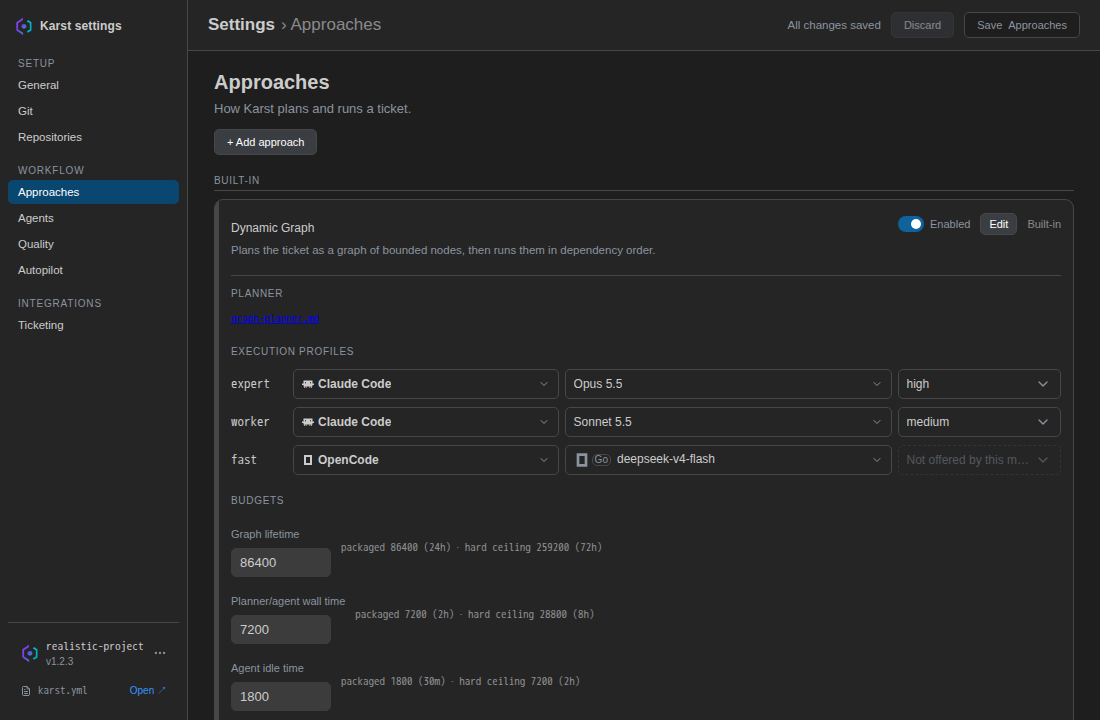 Karst settings
SETUP
General
Git
Repositories
WORKFLOW
Approaches
Agents
Quality
Autopilot
INTEGRATIONS
Ticketing
realistic-project
v1.2.3
karst.yml
Open ↗
Settings › Approaches
All changes saved
Discard
Save Approaches
Approaches
How Karst plans and runs a ticket.
+ Add approach
BUILT-IN
Dynamic Graph
Enabled
Edit
Built-in
Plans the ticket as a graph of bounded nodes, then runs them in dependency order.
PLANNER
graph-planner.md
EXECUTION PROFILES
expert Claude Code Opus 5.5 high
worker Claude Code Sonnet 5.5 medium
fast OpenCode Go deepseek-v4-flash Not offered by this m…
BUDGETS
Graph lifetime
86400
packaged 86400 (24h) · hard ceiling 259200 (72h)
Planner/agent wall time
7200
packaged 7200 (2h) · hard ceiling 28800 (8h)
Agent idle time
1800
packaged 1800 (30m) · hard ceiling 7200 (2h)